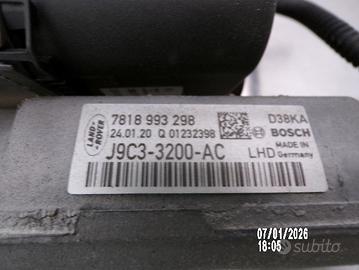 LAND
ROVER
7818 993 298
D38KA
24.01.20 Q 01232398
BOSCH
MADE IN
J9C3-3200-AC LHD Germany
07/01/2026
18:05
subito